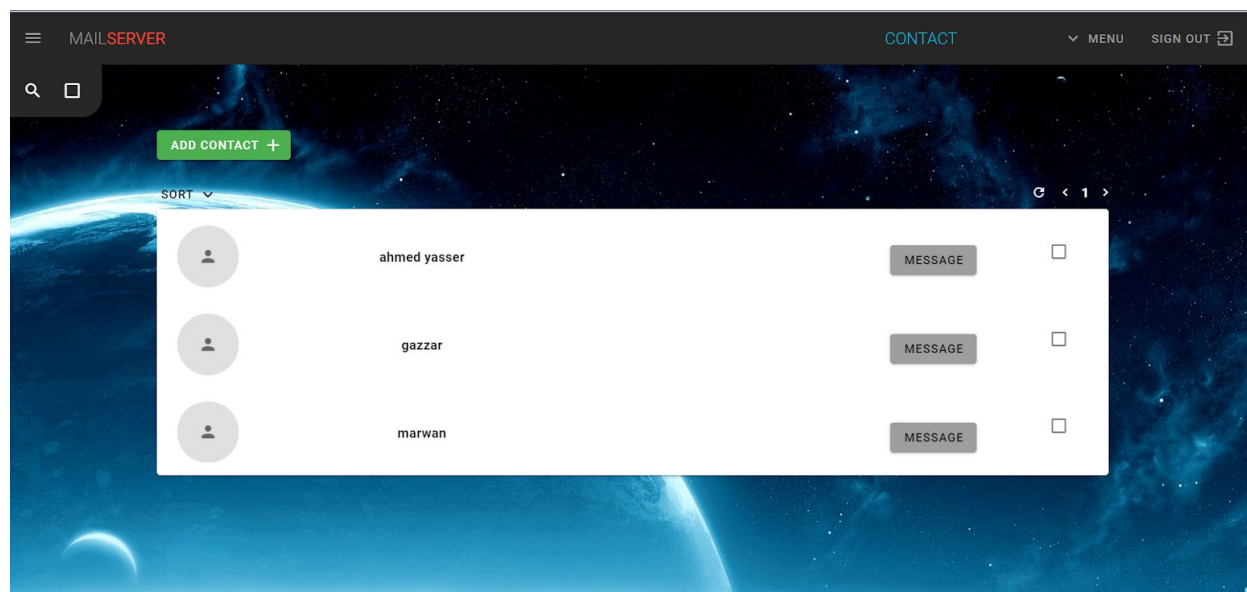 MAILSERVER CONTACT MENU SIGN OUT
ADD CONTACT +
SORT 1
ahmed yasser MESSAGE
gazzar MESSAGE
marwan MESSAGE